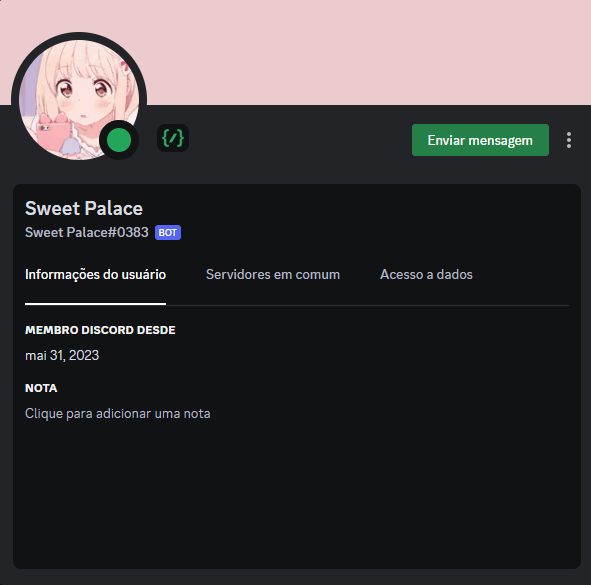 {/}
Enviar mensagem
Sweet Palace
Sweet Palace#0383 BOT
Informações do usuário Servidores em comum Acesso a dados
MEMBRO DISCORD DESDE
mai 31, 2023
NOTA
Clique para adicionar uma nota